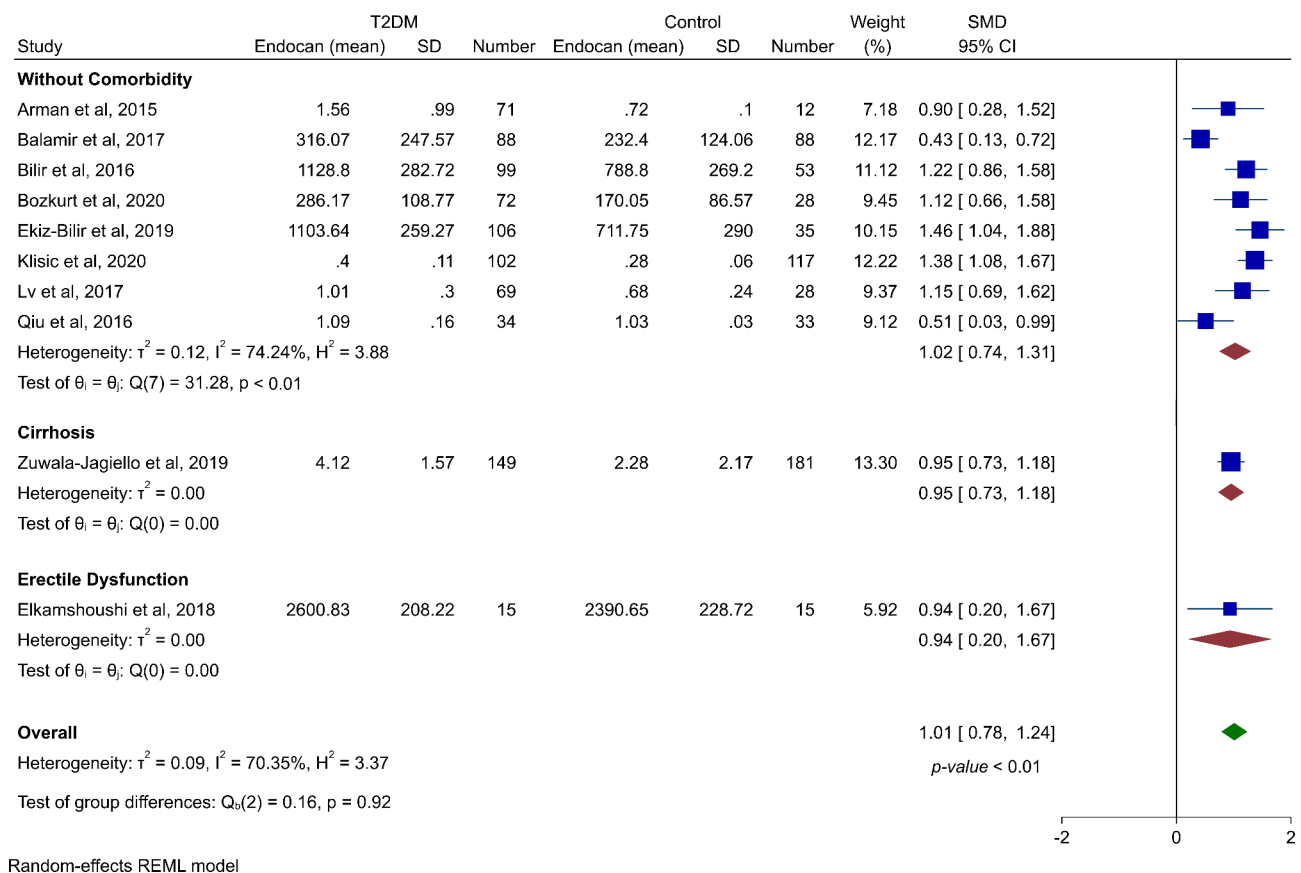 T2DM Control Weight SMD
Study Endocan (mean) SD Number Endocan (mean) SD Number (%) 95% CI
Without Comorbidity
Arman et al, 2015 1.56 .99 71 .72 .1 12 7.18 0.90 [ 0.28, 1.52]
Balamir et al, 2017 316.07 247.57 88 232.4 124.06 88 12.17 0.43 [ 0.13, 0.72]
Bilir et al, 2016 1128.8 282.72 99 788.8 269.2 53 11.12 1.22 [ 0.86, 1.58]
Bozkurt et al, 2020 286.17 108.77 72 170.05 86.57 28 9.45 1.12 [ 0.66, 1.58]
Ekiz-Bilir et al, 2019 1103.64 259.27 106 711.75 290 35 10.15 1.46 [ 1.04, 1.88]
Klisic et al, 2020 .4 .11 102 .28 .06 117 12.22 1.38 [ 1.08, 1.67]
Lv et al, 2017 1.01 .3 69 .68 .24 28 9.37 1.15 [ 0.69, 1.62]
Qiu et al, 2016 1.09 .16 34 1.03 .03 33 9.12 0.51 [ 0.03, 0.99]
Heterogeneity: τ² = 0.12, I² = 74.24%, H² = 3.88 1.02 [ 0.74, 1.31]
Test of θᵢ = θⱼ: Q(7) = 31.28, p < 0.01
Cirrhosis
Zuwala-Jagiello et al, 2019 4.12 1.57 149 2.28 2.17 181 13.30 0.95 [ 0.73, 1.18]
Heterogeneity: τ² = 0.00 0.95 [ 0.73, 1.18]
Test of θᵢ = θⱼ: Q(0) = 0.00
Erectile Dysfunction
Elkamshoushi et al, 2018 2600.83 208.22 15 2390.65 228.72 15 5.92 0.94 [ 0.20, 1.67]
Heterogeneity: τ² = 0.00 0.94 [ 0.20, 1.67]
Test of θᵢ = θⱼ: Q(0) = 0.00
Overall 1.01 [ 0.78, 1.24]
Heterogeneity: τ² = 0.09, I² = 70.35%, H² = 3.37 p-value < 0.01
Test of group differences: Q_b(2) = 0.16, p = 0.92
-2 0 2
Random-effects REML model